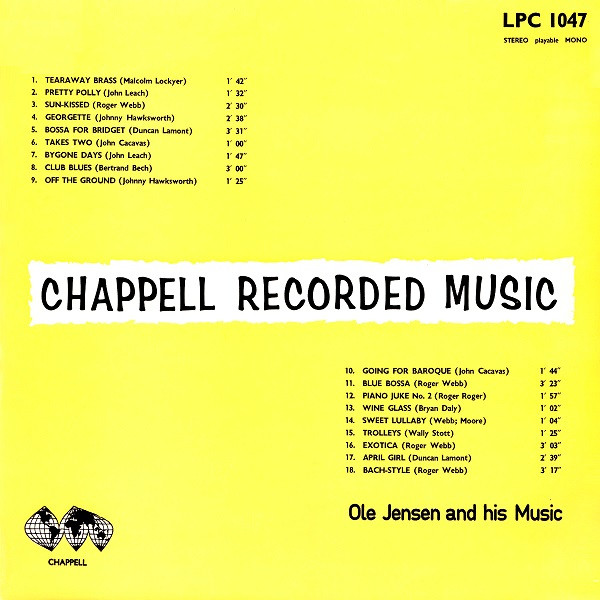 LPC 1047
STEREO playable MONO
1. TEARAWAY BRASS (Malcolm Lockyer) 1' 42"
2. PRETTY POLLY (John Leach) 1' 32"
3. SUN-KISSED (Roger Webb) 2' 30"
4. GEORGETTE (Johnny Hawksworth) 2' 38"
5. BOSSA FOR BRIDGET (Duncan Lamont) 3' 31"
6. TAKES TWO (John Cacavas) 1' 00"
7. BYGONE DAYS (John Leach) 1' 47"
8. CLUB BLUES (Bertrand Bech) 3' 00"
9. OFF THE GROUND (Johnny Hawksworth) 1' 25"
CHAPPELL RECORDED MUSIC
10. GOING FOR BAROQUE (John Cacavas) 1' 44"
11. BLUE BOSSA (Roger Webb) 3' 23"
12. PIANO JUKE No. 2 (Roger Roger) 1' 57"
13. WINE GLASS (Bryan Daly) 1' 02"
14. SWEET LULLABY (Webb; Moore) 1' 04"
15. TROLLEYS (Wally Stott) 1' 25"
16. EXOTICA (Roger Webb) 3' 03"
17. APRIL GIRL (Duncan Lamont) 2' 39"
18. BACH-STYLE (Roger Webb) 3' 17"
Ole Jensen and his Music
CHAPPELL